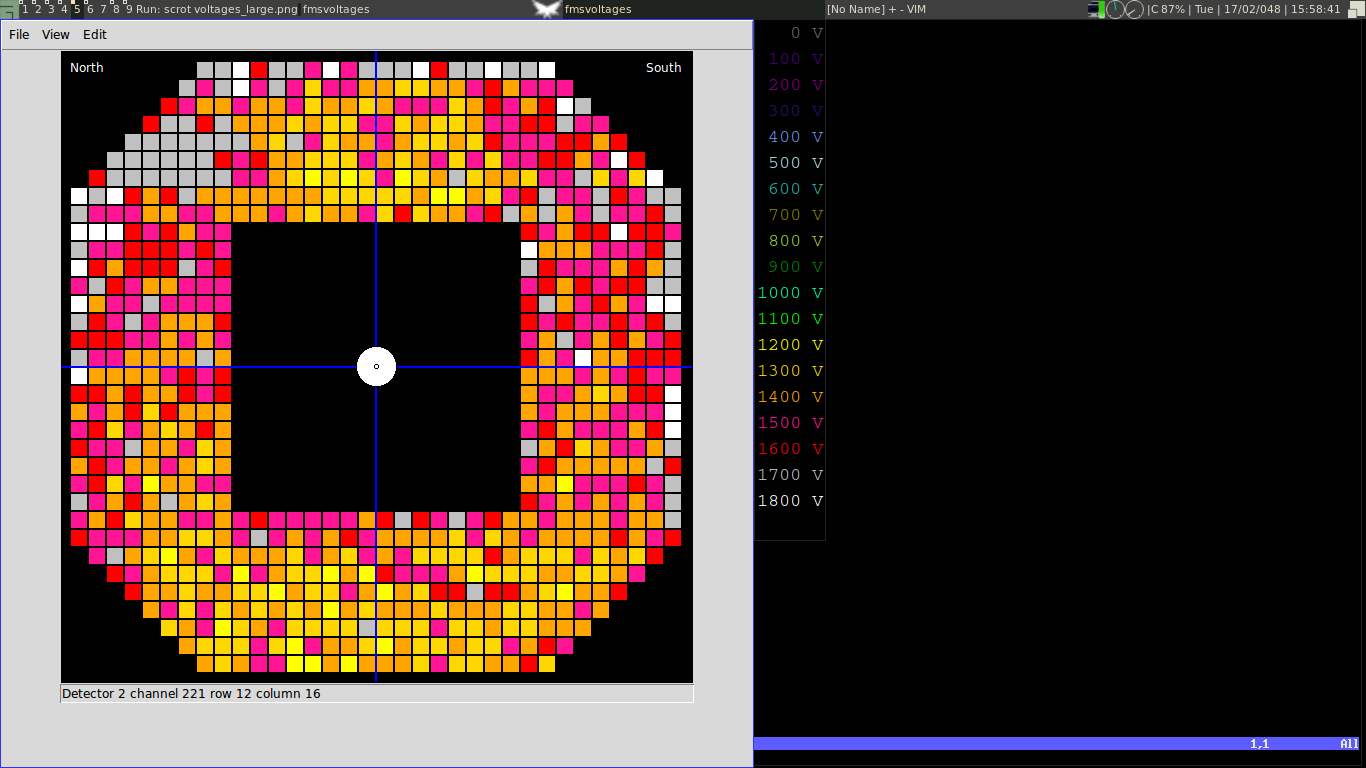 1 2 3 4 5 6 7 8 9 Run: scrot voltages_large.png fmsvoltages fmsvoltages [No Name] + - VIM |C 87% | Tue | 17/02/048 | 15:58:41
File View Edit
North South
0 V
100 V
200 V
300 V
400 V
500 V
600 V
700 V
800 V
900 V
1000 V
1100 V
1200 V
1300 V
1400 V
1500 V
1600 V
1700 V
1800 V
Detector 2 channel 221 row 12 column 16
1,1 All